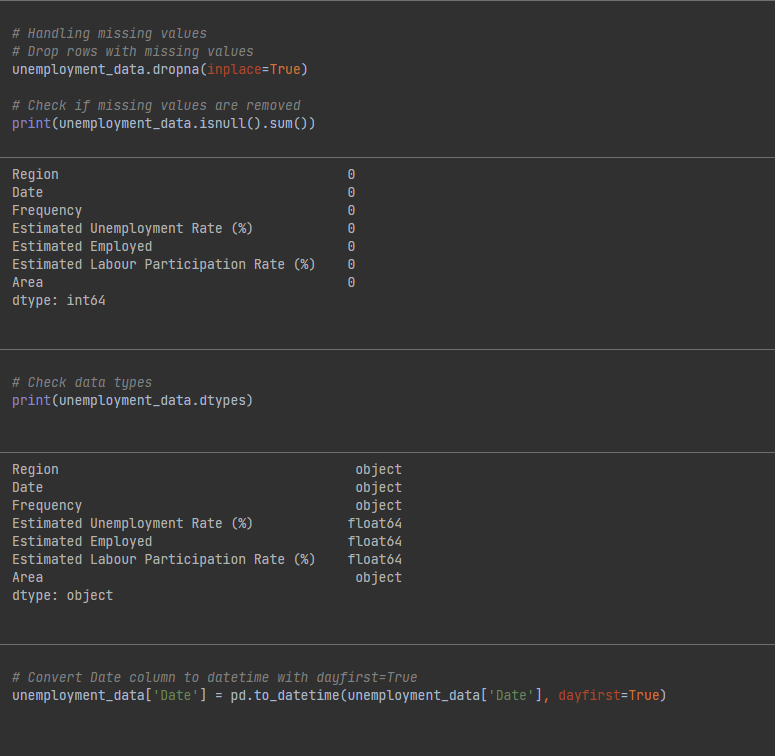 # Handling missing values
# Drop rows with missing values
unemployment_data.dropna(inplace=True)
# Check if missing values are removed
print(unemployment_data.isnull().sum())
Region 0
Date 0
Frequency 0
Estimated Unemployment Rate (%) 0
Estimated Employed 0
Estimated Labour Participation Rate (%) 0
Area 0
dtype: int64
# Check data types
print(unemployment_data.dtypes)
Region object
Date object
Frequency object
Estimated Unemployment Rate (%) float64
Estimated Employed float64
Estimated Labour Participation Rate (%) float64
Area object
dtype: object
# Convert Date column to datetime with dayfirst=True
unemployment_data['Date'] = pd.to_datetime(unemployment_data['Date'], dayfirst=True)